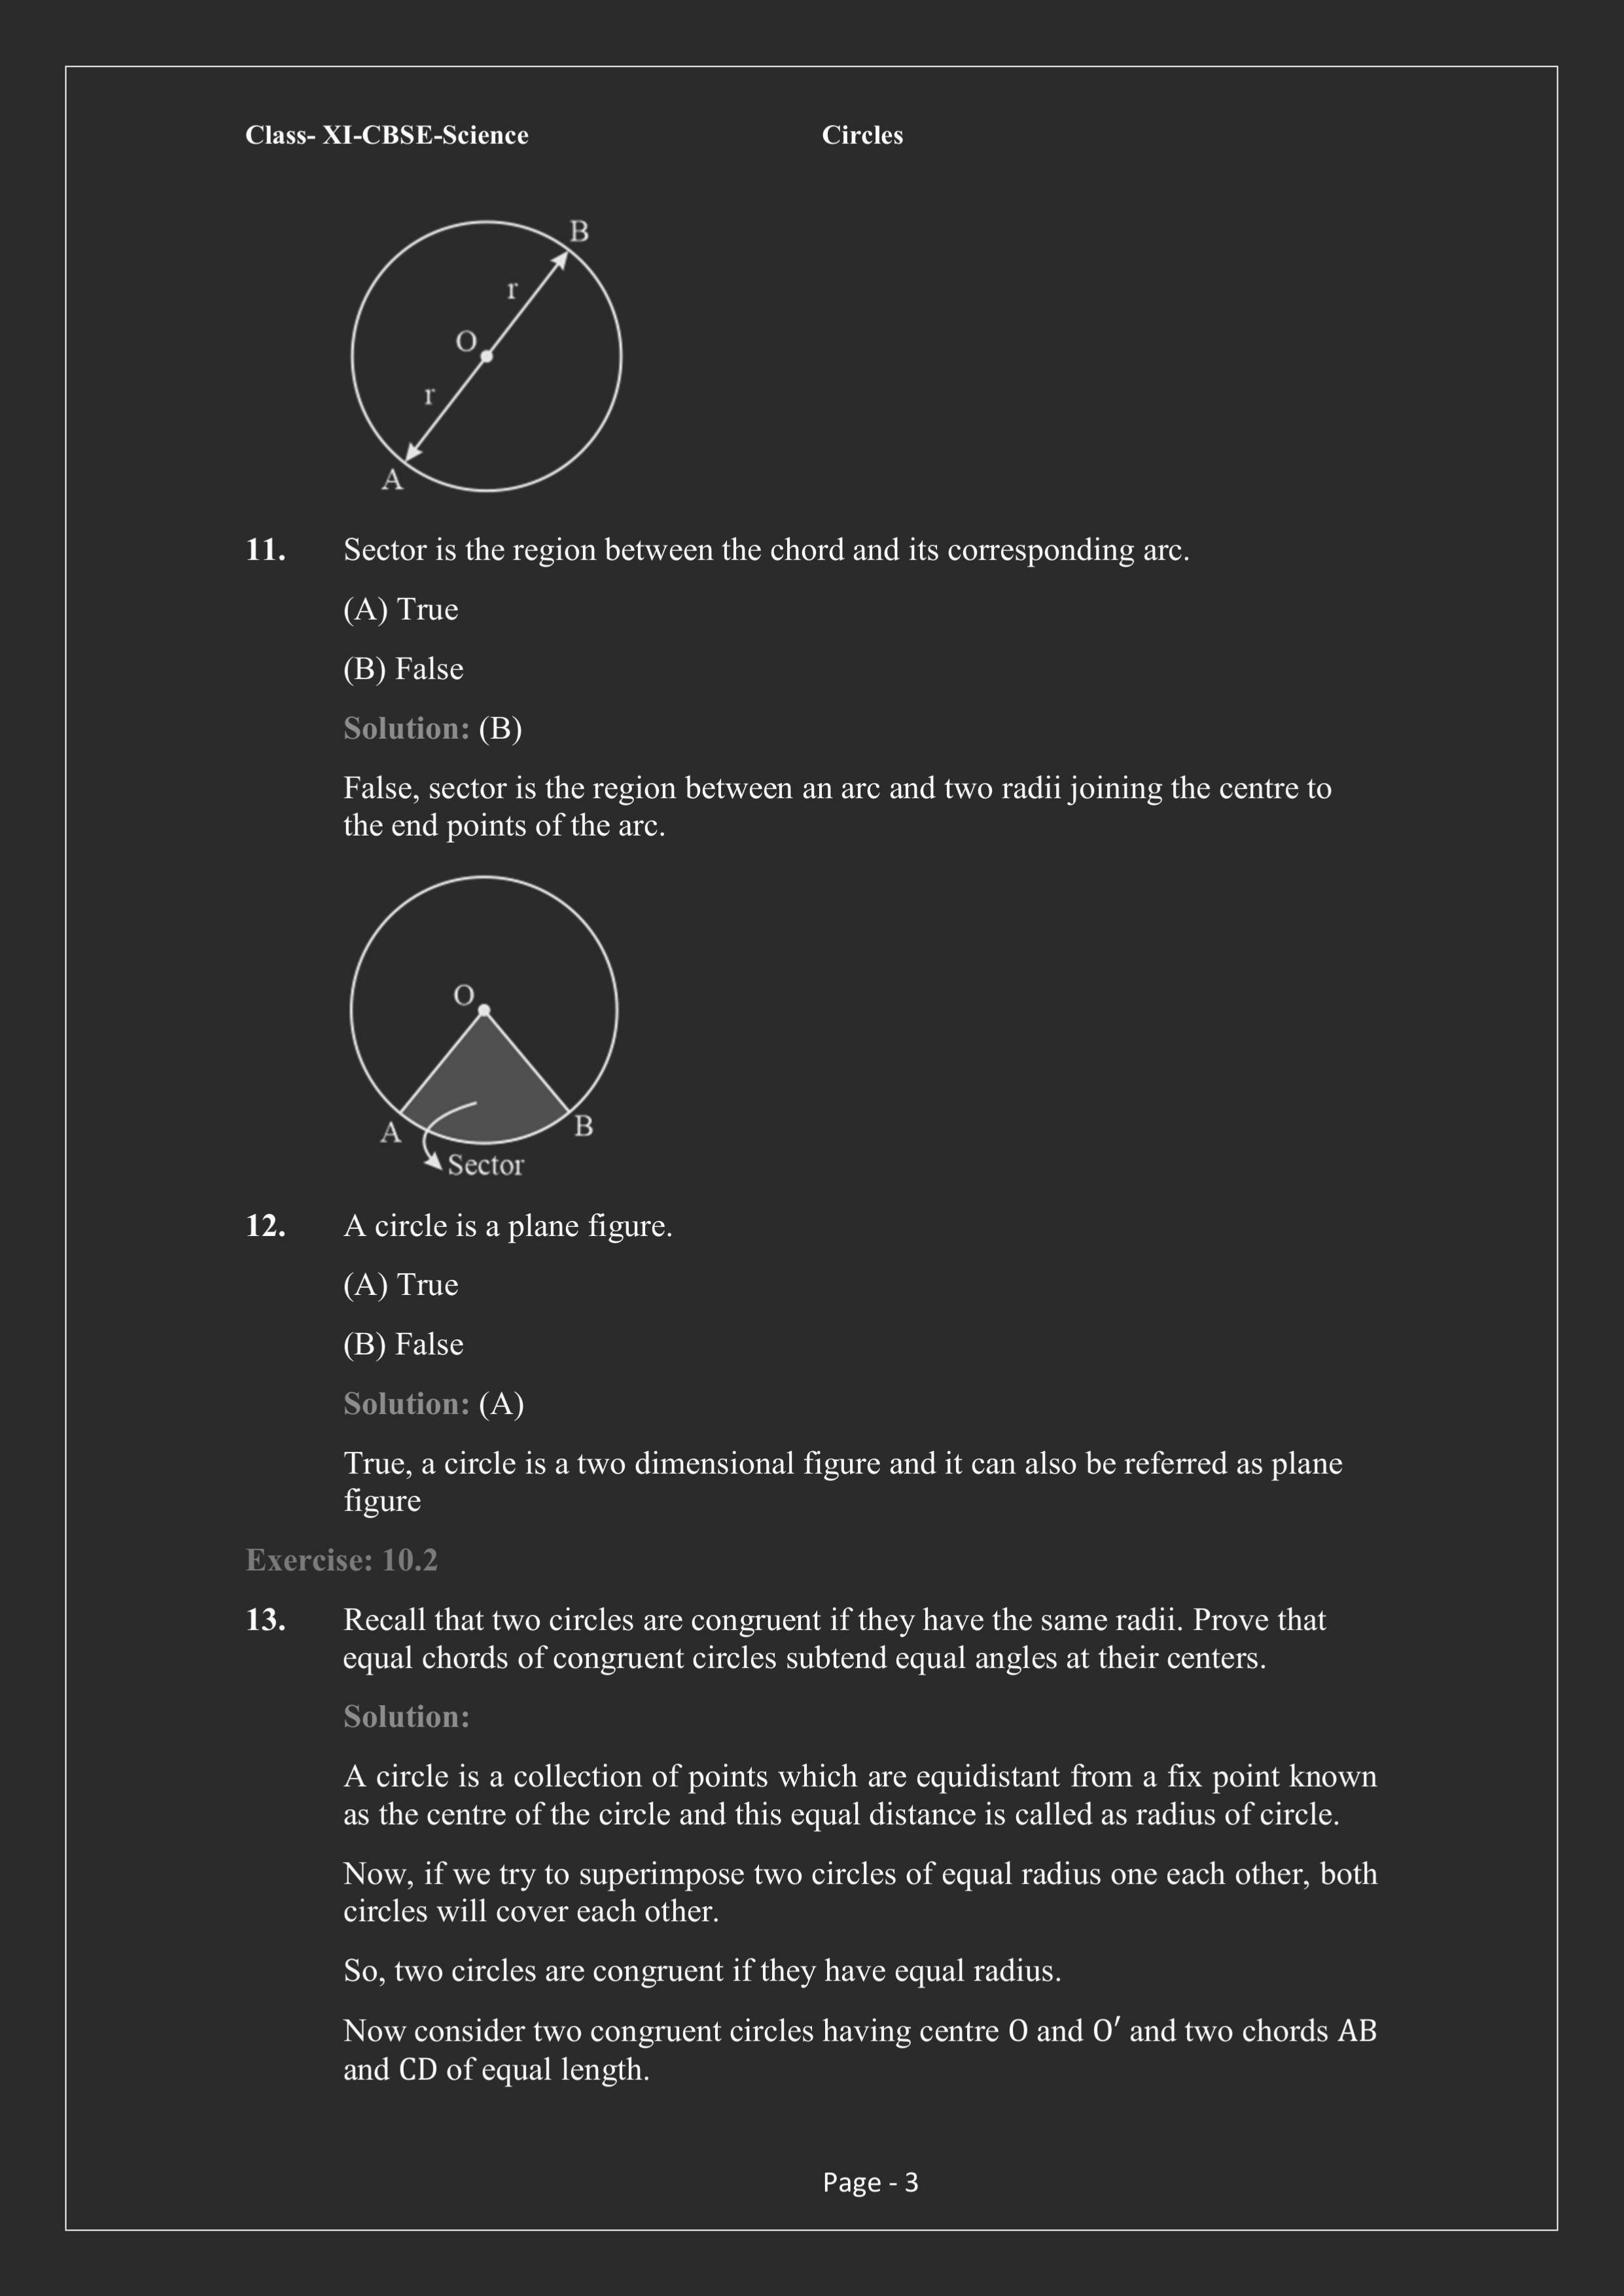 Class- XI-CBSE-Science Circles
B
r
O
r
A
11. Sector is the region between the chord and its corresponding arc.
(A) True
(B) False
Solution: (B)
False, sector is the region between an arc and two radii joining the centre to
the end points of the arc.
O
A B
Sector
12. A circle is a plane figure.
(A) True
(B) False
Solution: (A)
True, a circle is a two dimensional figure and it can also be referred as plane
figure
Exercise: 10.2
13. Recall that two circles are congruent if they have the same radii. Prove that
equal chords of congruent circles subtend equal angles at their centers.
Solution:
A circle is a collection of points which are equidistant from a fix point known
as the centre of the circle and this equal distance is called as radius of circle.
Now, if we try to superimpose two circles of equal radius one each other, both
circles will cover each other.
So, two circles are congruent if they have equal radius.
Now consider two congruent circles having centre O and O′ and two chords AB
and CD of equal length.
Page - 3